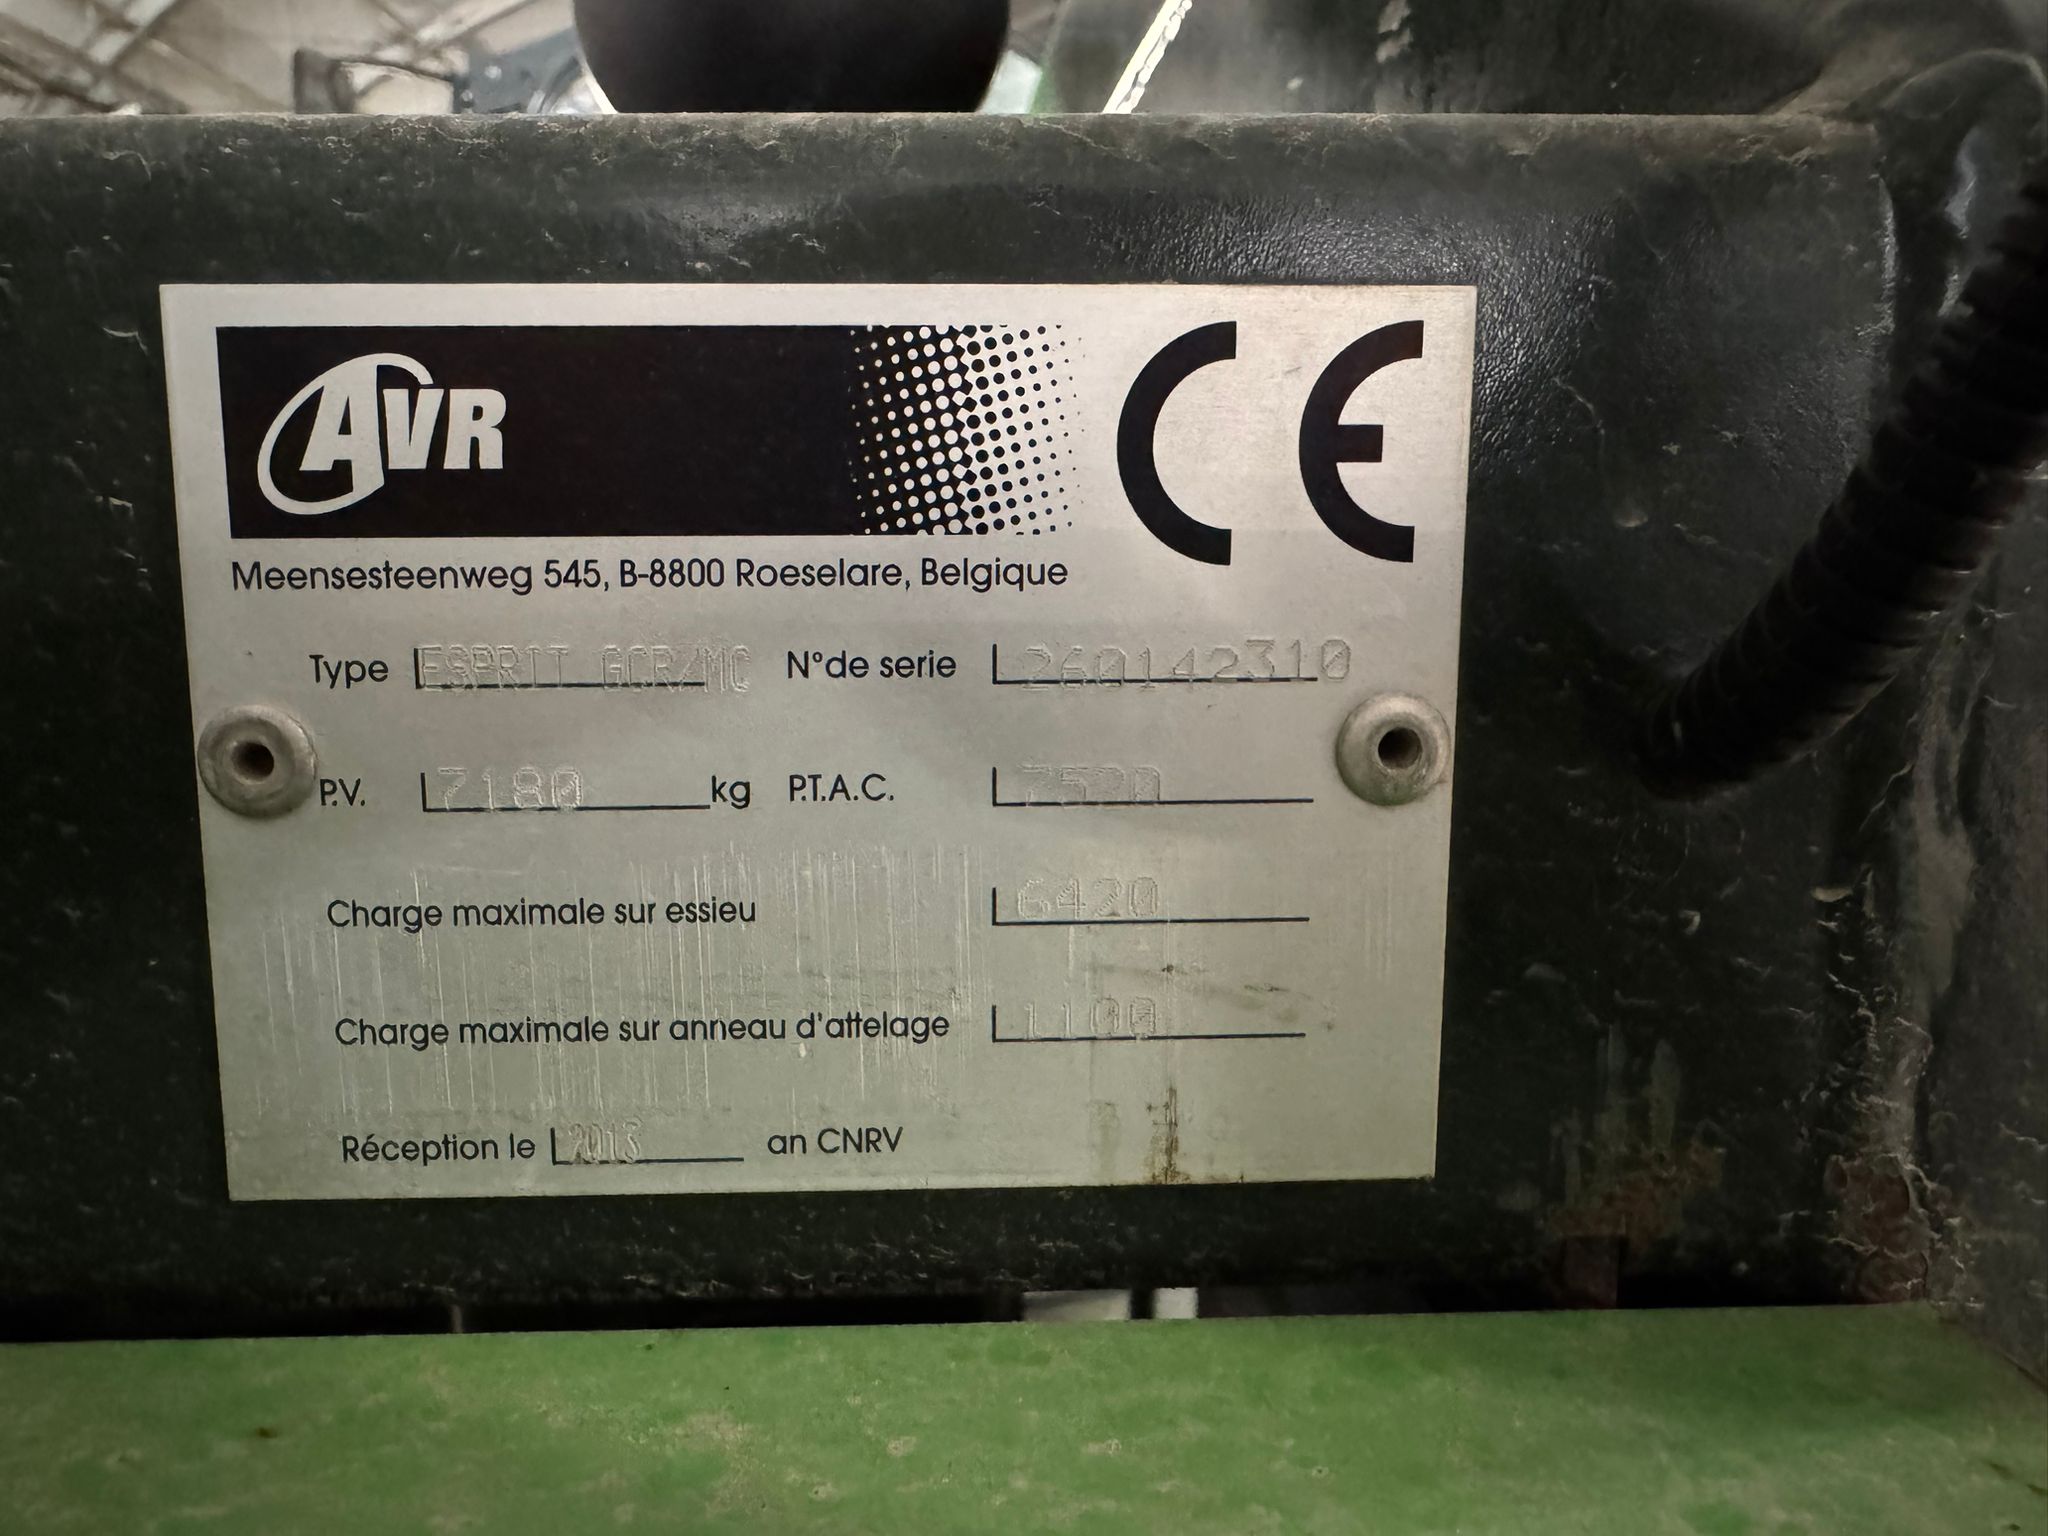 AVR
CE
Meensesteenweg 545, B-8800 Roeselare, Belgique
Type ESPRIT GCR/MC N°de serie 260142310
P.V. 7180 kg P.T.A.C. 7520
Charge maximale sur essieu 6420
Charge maximale sur anneau d'attelage 1100
Réception le 2013 an CNRV